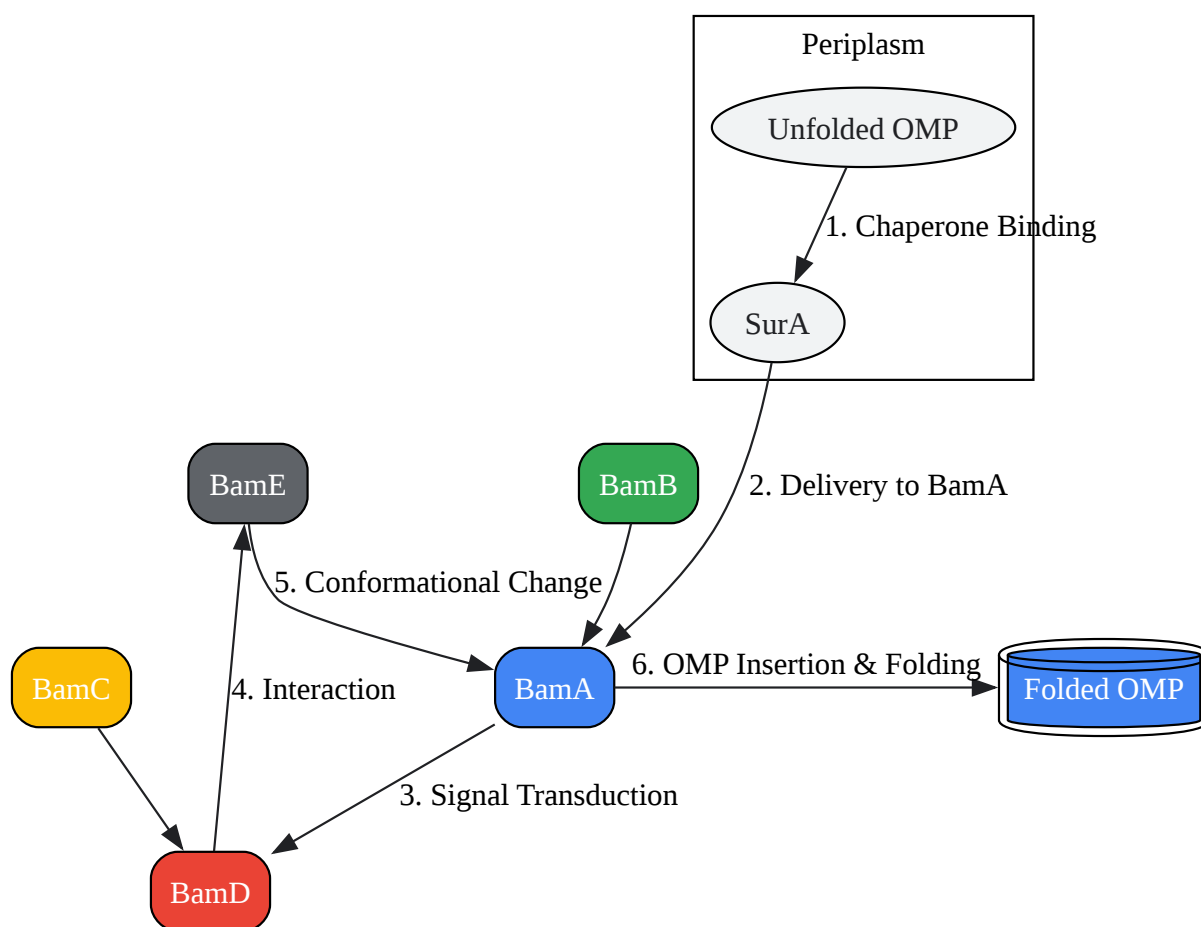 Periplasm
Unfolded OMP
1. Chaperone Binding
SurA
BamE
BamB
2. Delivery to BamA
5. Conformational Change
BamC
4. Interaction
BamA
6. OMP Insertion & Folding
Folded OMP
3. Signal Transduction
BamD